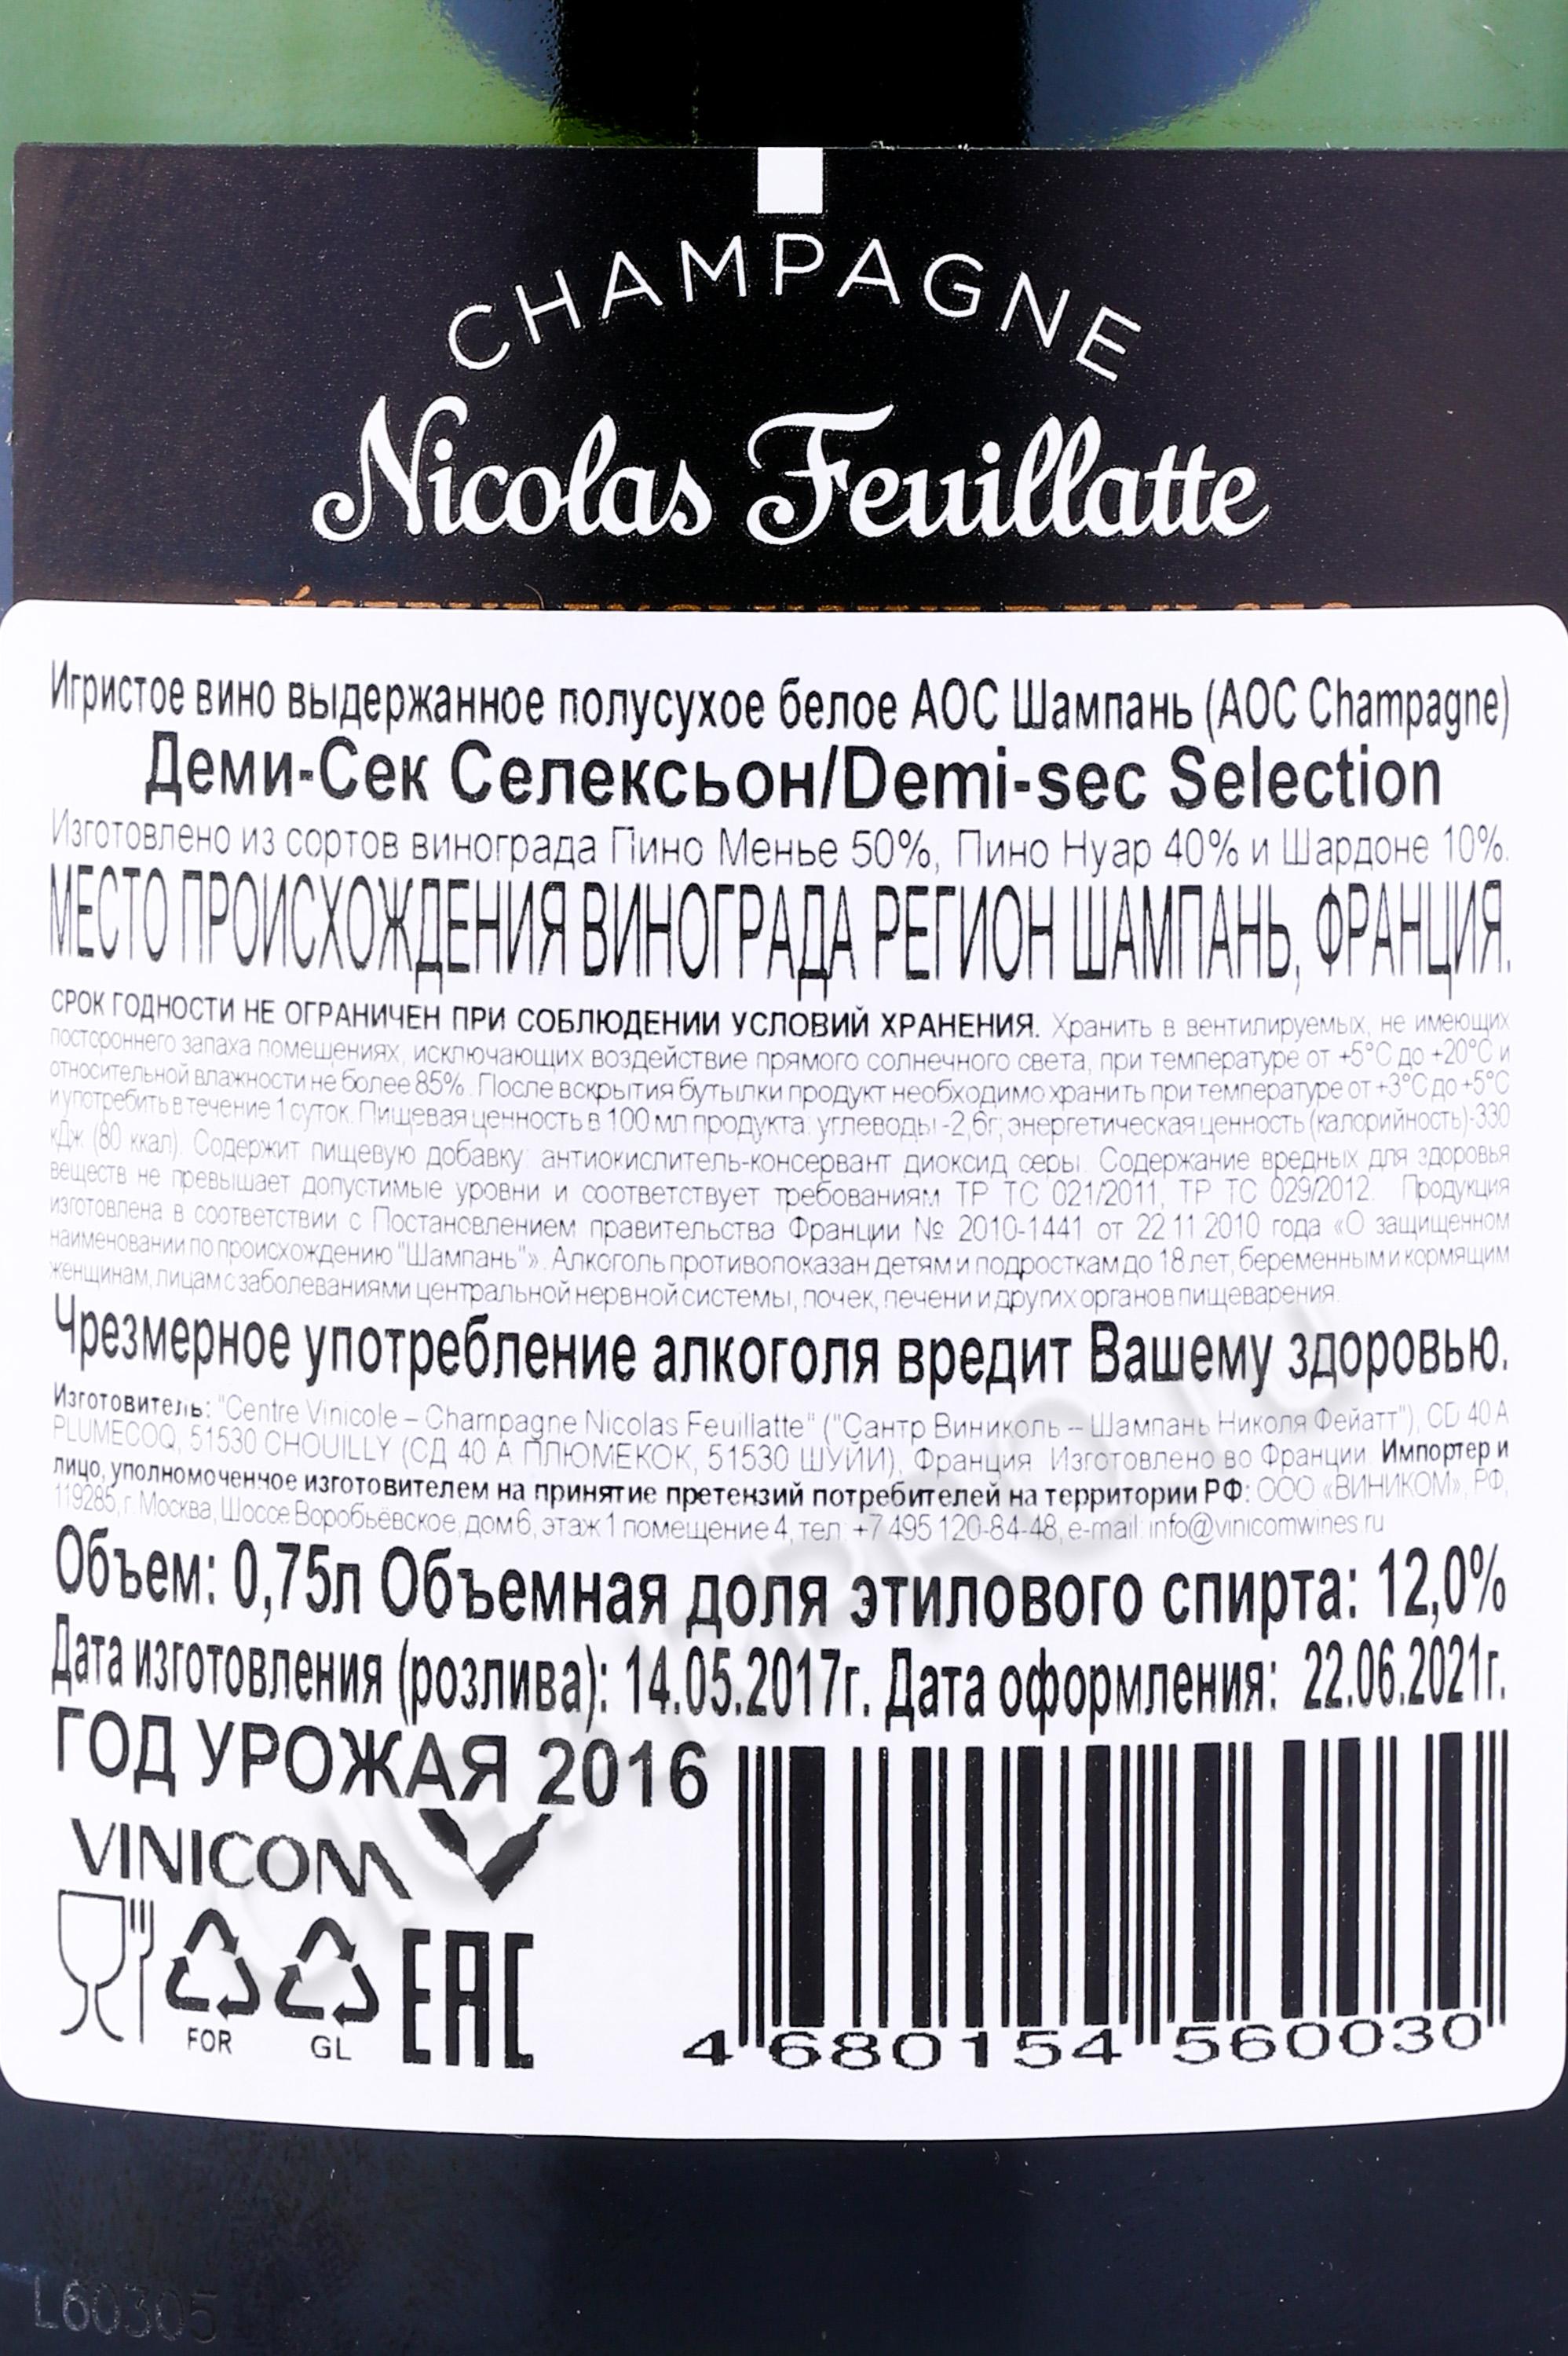 CHAMPAGNE
Nicolas Feuillatte
Игристое вино выдержанное полусухое белое АОС Шампань (AOC Champagne)
Деми-Сек Селексьон/Demi-sec Selection
Изготовлено из сортов винограда Пино Менье 50%, Пино Нуар 40% и Шардоне 10%.
МЕСТО ПРОИСХОЖДЕНИЯ ВИНОГРАДА РЕГИОН ШАМПАНЬ, ФРАНЦИЯ.
СРОК ГОДНОСТИ НЕ ОГРАНИЧЕН ПРИ СОБЛЮДЕНИИ УСЛОВИЙ ХРАНЕНИЯ. Хранить в вентилируемых, не имеющих
постороннего запаха помещениях, исключающих воздействие прямого солнечного света, при температуре от +5°C до +20°C и
относительной влажности не более 85%. После вскрытия бутылки продукт необходимо хранить при температуре от +3°C до +5°C
и употребить в течение 1 суток. Пищевая ценность в 100 мл продукта: углеводы -2,6г; энергетическая ценность (калорийность)-330
кДж (80 ккал). Содержит пищевую добавку: антиокислитель-консервант диоксид серы. Содержание вредных для здоровья
веществ не превышает допустимые уровни и соответствует требованиям ТР ТС 021/2011, ТР ТС 029/2012. Продукция
изготовлена в соответствии с Постановлением правительства Франции № 2010-1441 от 22.11.2010 года «О защищенном
наименовании по происхождению "Шампань"». Алкоголь противопоказан детям и подросткам до 18 лет, беременным и кормящим
женщинам, лицам с заболеваниями центральной нервной системы, почек, печени и других органов пищеварения.
Чрезмерное употребление алкоголя вредит Вашему здоровью.
Изготовитель: "Centre Vinicole – Champagne Nicolas Feuillatte" ("Сантр Виниколь – Шампань Николя Фейатт"), CD 40 A
PLUMECOQ, 51530 CHOUILLY (СД 40 А ПЛЮМЕКОК, 51530 ШУЙИ), Франция. Изготовлено во Франции. Импортер и
лицо, уполномоченное изготовителем на принятие претензий потребителей на территории РФ: ООО «ВИНИКОМ», РФ,
119285, г. Москва, Шоссе Воробьёвское, дом 6, этаж 1 помещение 4, тел: +7 495 120-84-48, e-mail: info@vinicomwines.ru
Объем: 0,75л Объемная доля этилового спирта: 12,0%
Дата изготовления (розлива): 14.05.2017г. Дата оформления: 22.06.2021г.
ГОД УРОЖАЯ 2016
VINICOM
FOR GL EAC
4 680154 560030
L60305